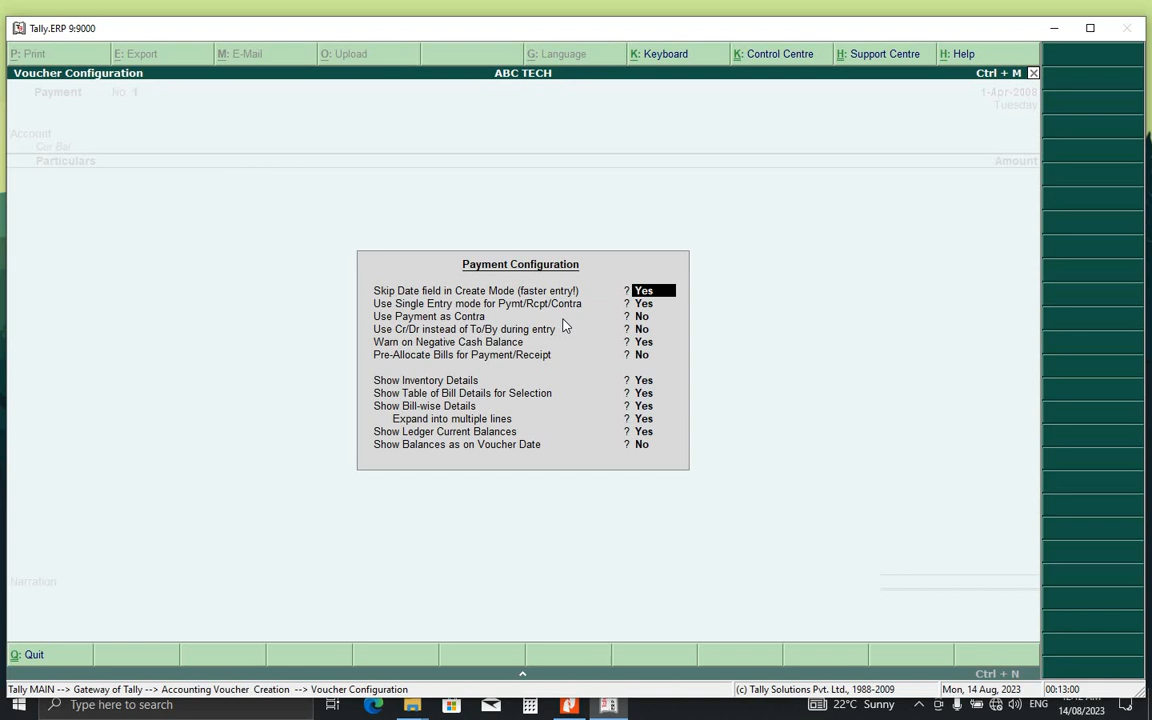 Tally.ERP 9:9000
P: Print E: Export M: E-Mail O: Upload G: Language K: Keyboard K: Control Centre H: Support Centre H: Help
Voucher Configuration ABC TECH Ctrl + M
Payment No. 1 1-Apr-2008
Tuesday
Account
Cur Bal
Particulars Amount
Payment Configuration
Skip Date field in Create Mode (faster entry!) ? Yes
Use Single Entry mode for Pymt/Rcpt/Contra ? Yes
Use Payment as Contra ? No
Use Cr/Dr instead of To/By during entry ? No
Warn on Negative Cash Balance ? Yes
Pre-Allocate Bills for Payment/Receipt ? No
Show Inventory Details ? Yes
Show Table of Bill Details for Selection ? Yes
Show Bill-wise Details ? Yes
Expand into multiple lines ? Yes
Show Ledger Current Balances ? Yes
Show Balances as on Voucher Date ? No
Narration
Q: Quit
Ctrl + N
Tally MAIN --> Gateway of Tally --> Accounting Voucher Creation --> Voucher Configuration (c) Tally Solutions Pvt. Ltd., 1988-2009 Mon, 14 Aug, 2023 00:13:00
Type here to search 22°C Sunny ENG
14/08/2023